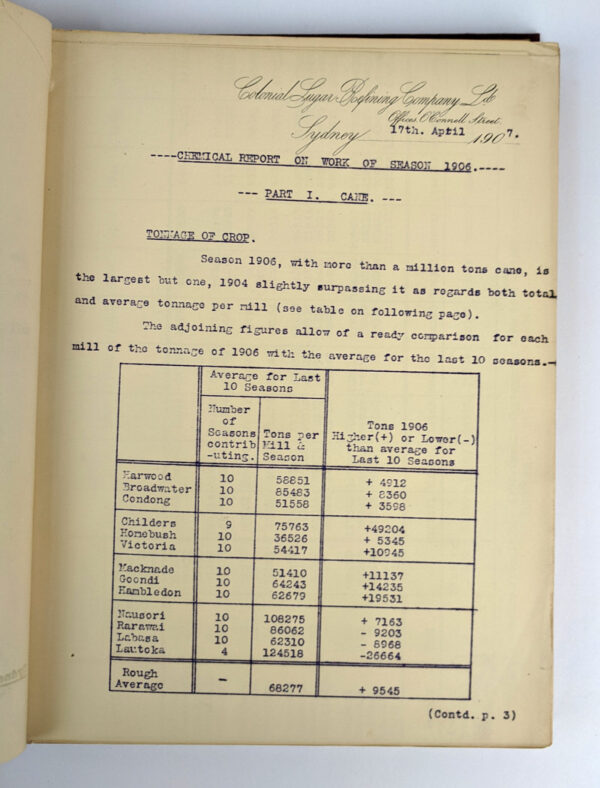 Colonial Sugar Refining Company Ltd
Offices, O'Connell Street,
Sydney 17th. April 1907.
----CHEMICAL REPORT ON WORK OF SEASON 1906.----
--- PART I. CANE. ---
TONNAGE OF CROP.
Season 1906, with more than a million tons cane, is
the largest but one, 1904 slightly surpassing it as regards both total
and average tonnage per mill (see table on following page).
The adjoining figures allow of a ready comparison for each
mill of the tonnage of 1906 with the average for the last 10 seasons.-
Average for Last
10 Seasons
Number
of
Seasons
contrib
-uting.
Tons per
Mill &
Season
Tons 1906
Higher(+) or Lower(-)
than average for
Last 10 Seasons
Harwood 10 58851 + 4912
Broadwater 10 85483 + 8360
Condong 10 51558 + 3598
Childers 9 75763 +49204
Homebush 10 36526 + 5345
Victoria 10 54417 +10945
Macknade 10 51410 +11137
Goondi 10 64243 +14235
Hambledon 10 62679 +19531
Nausori 10 108275 + 7163
Rarawai 10 86062 - 9203
Labasa 10 62310 - 8968
Lautoka 4 124518 -26664
Rough
Average - 68277 + 9545
(Contd. p. 3)